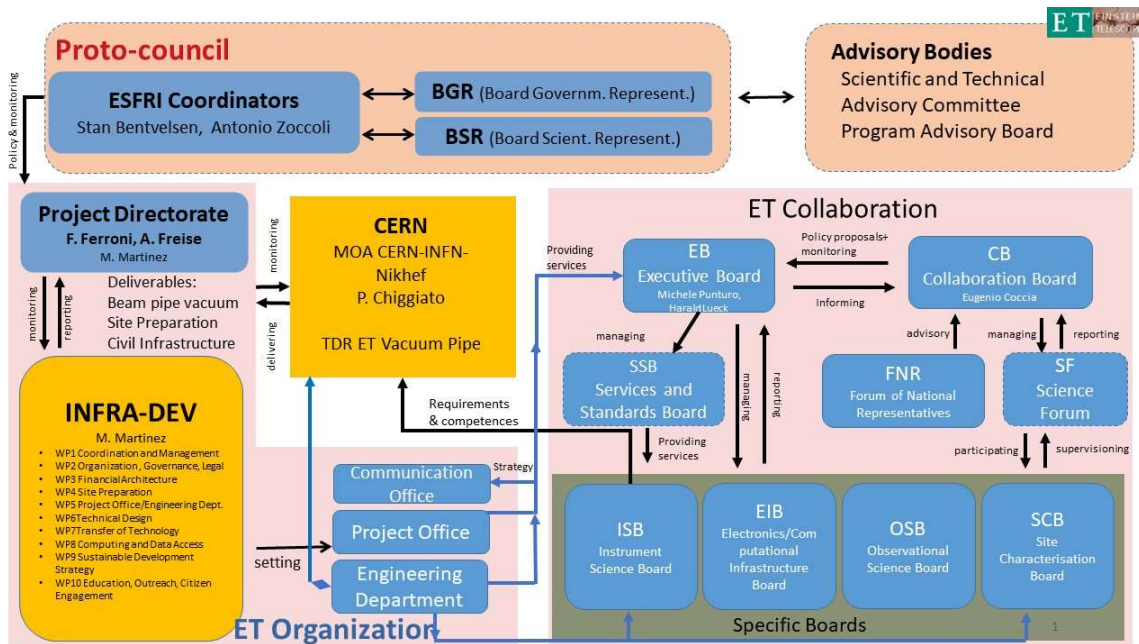 ET EINSTEIN
TELESCOPE
Proto-council
ESFRI Coordinators
Stan Bentvelsen, Antonio Zoccoli
BGR (Board Governm. Represent.)
BSR (Board Scient. Represent.)
Advisory Bodies
Scientific and Technical
Advisory Committee
Program Advisory Board
Policy & monitoring
Project Directorate
F. Ferroni, A. Freise
M. Martinez
Deliverables:
Beam pipe vacuum
Site Preparation
Civil Infrastructure
monitoring
reporting
monitoring
delivering
CERN
MOA CERN-INFN-
Nikhef
P. Chiggiato
TDR ET Vacuum Pipe
INFRA-DEV
M. Martinez
• WP1 Coordination and Management
• WP2 Organization , Governance, Legal
• WP3 Financial Architecture
• WP4 Site Preparation
• WP5 Project Office/Engineering Dept.
• WP6Technical Design
• WP7Transfer of Technology
• WP8 Computing and Data Access
• WP9 Sustainable Development
Strategy
• WP10 Education, Outreach, Citizen
Engagement
setting
Requirements
& competences
Strategy
Communication
Office
Project Office
Engineering
Department
ET Organization
ET Collaboration
Providing
services
EB
Executive Board
Michele Punturo,
Harald Lueck
Policy proposals+
monitoring
Informing
CB
Collaboration Board
Eugenio Coccia
managing
managing
reporting
advisory
managing
reporting
SSB
Services and
Standards Board
FNR
Forum of National
Representatives
SF
Science
Forum
Providing
services
participating
supervisioning
ISB
Instrument
Science Board
EIB
Electronics/Com
putational
Infrastructure
Board
OSB
Observational
Science Board
SCB
Site
Characterisation
Board
Specific Boards
1